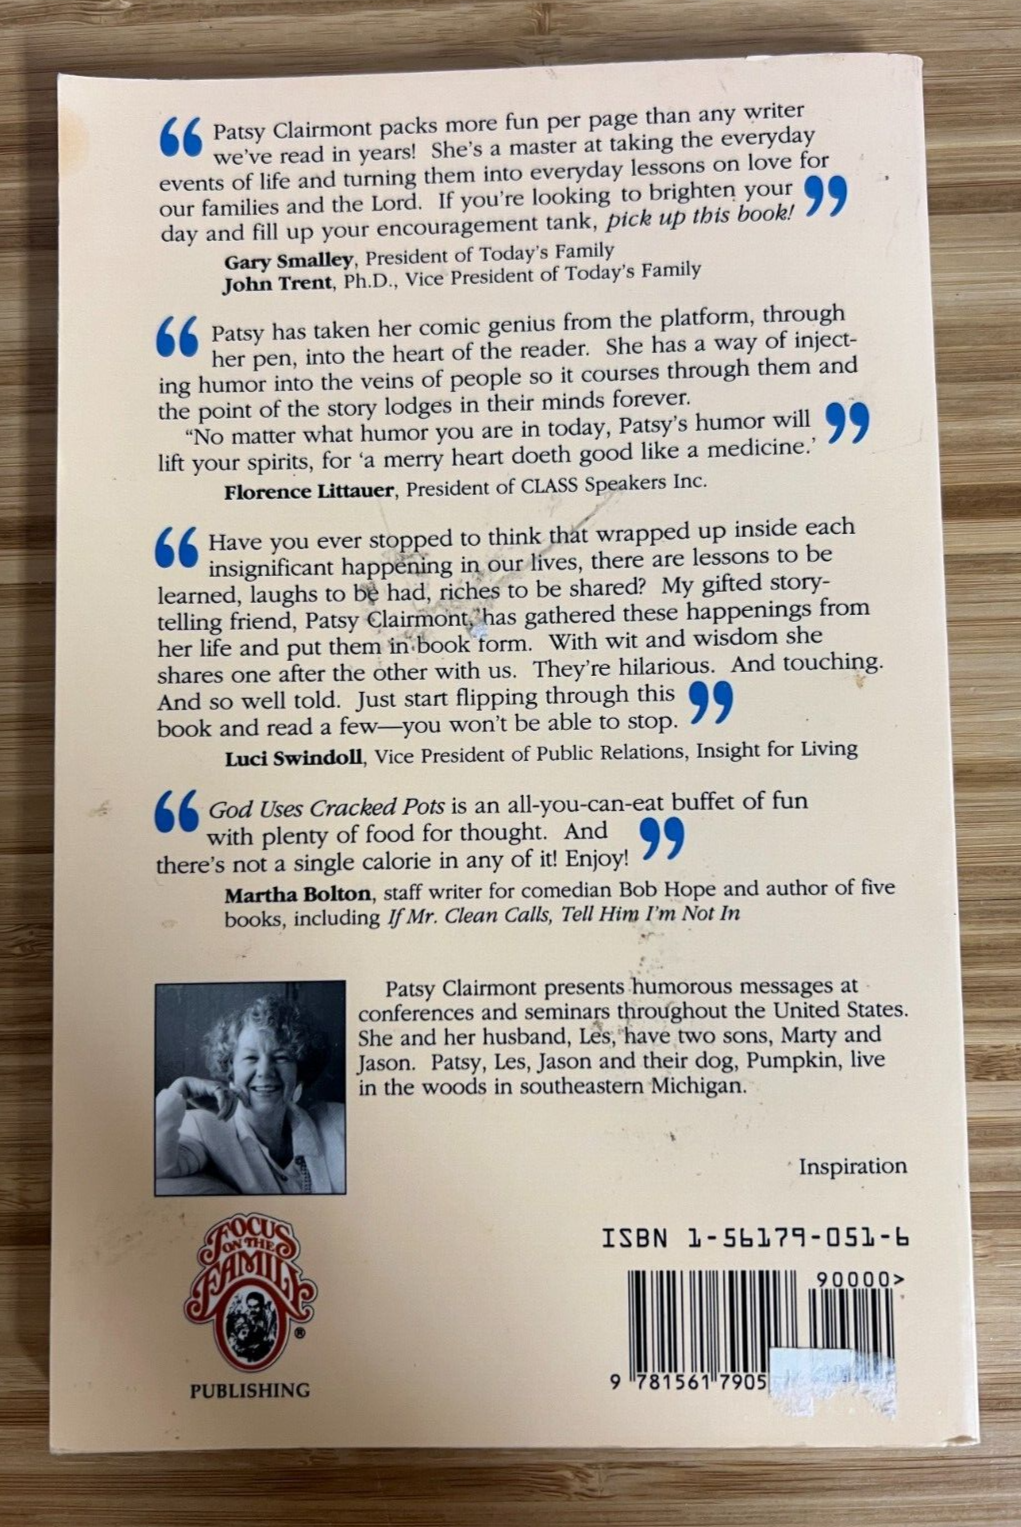 “ Patsy Clairmont packs more fun per page than any writer
we've read in years! She's a master at taking the everyday
events of life and turning them into everyday lessons on love for
our families and the Lord. If you're looking to brighten your
day and fill up your encouragement tank, pick up this book! ”
Gary Smalley, President of Today's Family
John Trent, Ph.D., Vice President of Today's Family
“ Patsy has taken her comic genius from the platform, through
her pen, into the heart of the reader. She has a way of inject-
ing humor into the veins of people so it courses through them and
the point of the story lodges in their minds forever.
“No matter what humor you are in today, Patsy's humor will
lift your spirits, for ‘a merry heart doeth good like a medicine.’ ”
Florence Littauer, President of CLASS Speakers Inc.
“ Have you ever stopped to think that wrapped up inside each
insignificant happening in our lives, there are lessons to be
learned, laughs to be had, riches to be shared? My gifted story-
telling friend, Patsy Clairmont, has gathered these happenings from
her life and put them in book form. With wit and wisdom she
shares one after the other with us. They're hilarious. And touching.
And so well told. Just start flipping through this
book and read a few—you won't be able to stop. ”
Luci Swindoll, Vice President of Public Relations, Insight for Living
“ God Uses Cracked Pots is an all-you-can-eat buffet of fun
with plenty of food for thought. And
there's not a single calorie in any of it! Enjoy! ”
Martha Bolton, staff writer for comedian Bob Hope and author of five
books, including If Mr. Clean Calls, Tell Him I'm Not In
Patsy Clairmont presents humorous messages at
conferences and seminars throughout the United States.
She and her husband, Les, have two sons, Marty and
Jason. Patsy, Les, Jason and their dog, Pumpkin, live
in the woods in southeastern Michigan.
Inspiration
FOCUS
ON THE
FAMILY
®
PUBLISHING
ISBN 1-56179-051-6
90000>
9 781561 7905